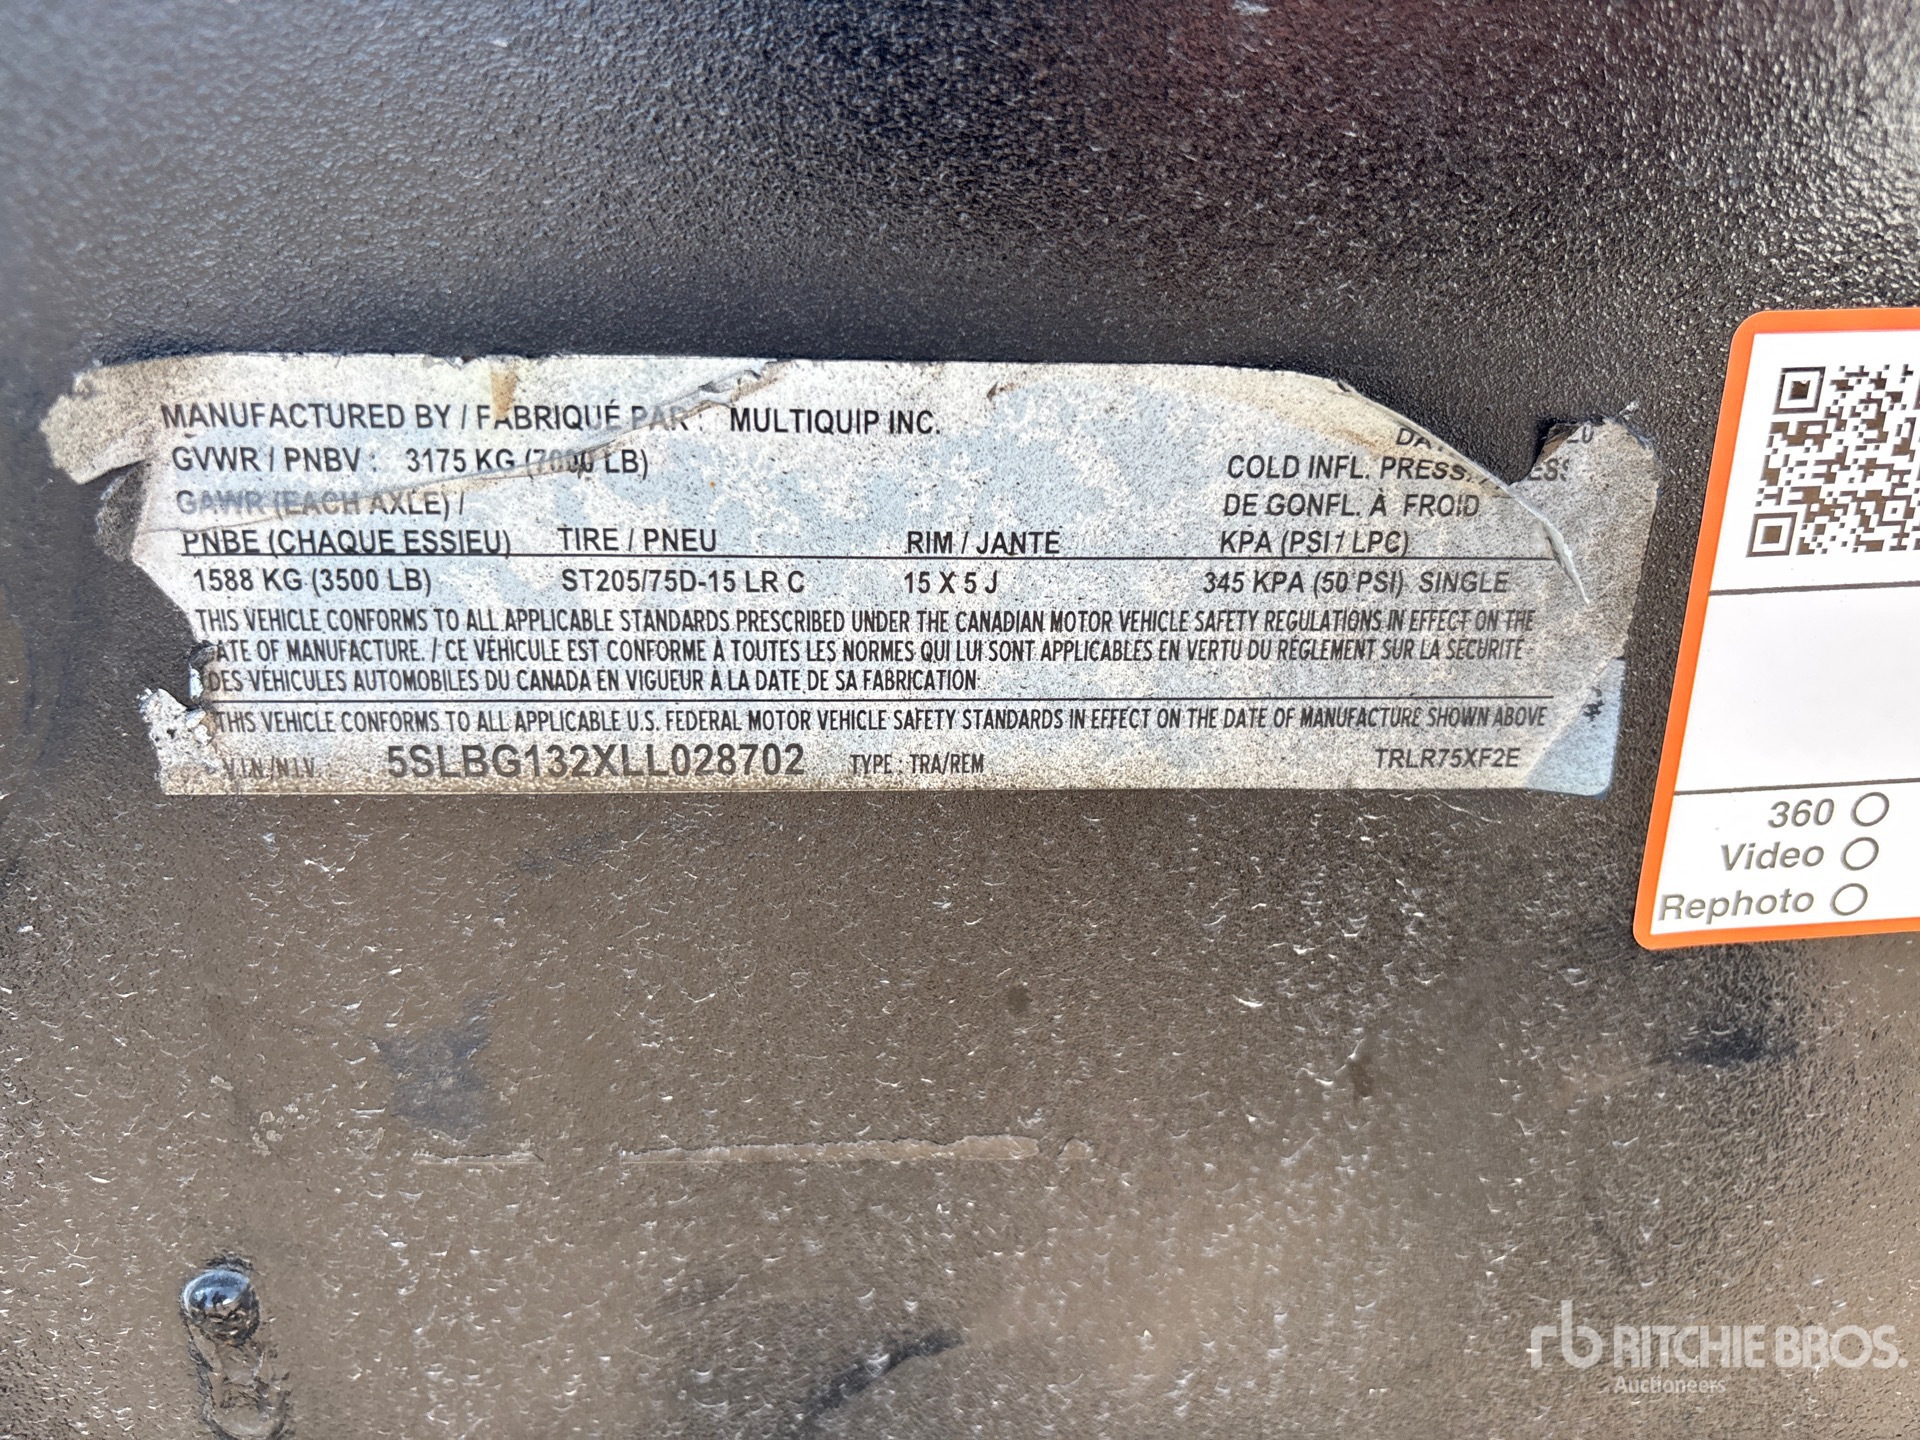 MANUFACTURED BY / FABRIQUÉ PAR : MULTIQUIP INC.
GVWR / PNBV : 3175 KG (7000 LB)
COLD INFL. PRESS.
GAWR (EACH AXLE) /
DE GONFL. À FROID
PNBE (CHAQUE ESSIEU) TIRE / PNEU RIM / JANTE KPA (PSI / LPC)
1588 KG (3500 LB) ST205/75D-15 LR C 15 X 5 J 345 KPA (50 PSI) SINGLE
THIS VEHICLE CONFORMS TO ALL APPLICABLE STANDARDS PRESCRIBED UNDER THE CANADIAN MOTOR VEHICLE SAFETY REGULATIONS IN EFFECT ON THE
DATE OF MANUFACTURE. / CE VÉHICULE EST CONFORME À TOUTES LES NORMES QUI LUI SONT APPLICABLES EN VERTU DU RÈGLEMENT SUR LA SÉCURITÉ
DES VÉHICULES AUTOMOBILES DU CANADA EN VIGUEUR À LA DATE DE SA FABRICATION.
THIS VEHICLE CONFORMS TO ALL APPLICABLE U.S. FEDERAL MOTOR VEHICLE SAFETY STANDARDS IN EFFECT ON THE DATE OF MANUFACTURE SHOWN ABOVE
V.I.N./N.I.V. 5SLBG132XLL028702 TYPE : TRA/REM TRLR75XF2E
360
Video
Rephoto
rb RITCHIE BROS.
Auctioneers